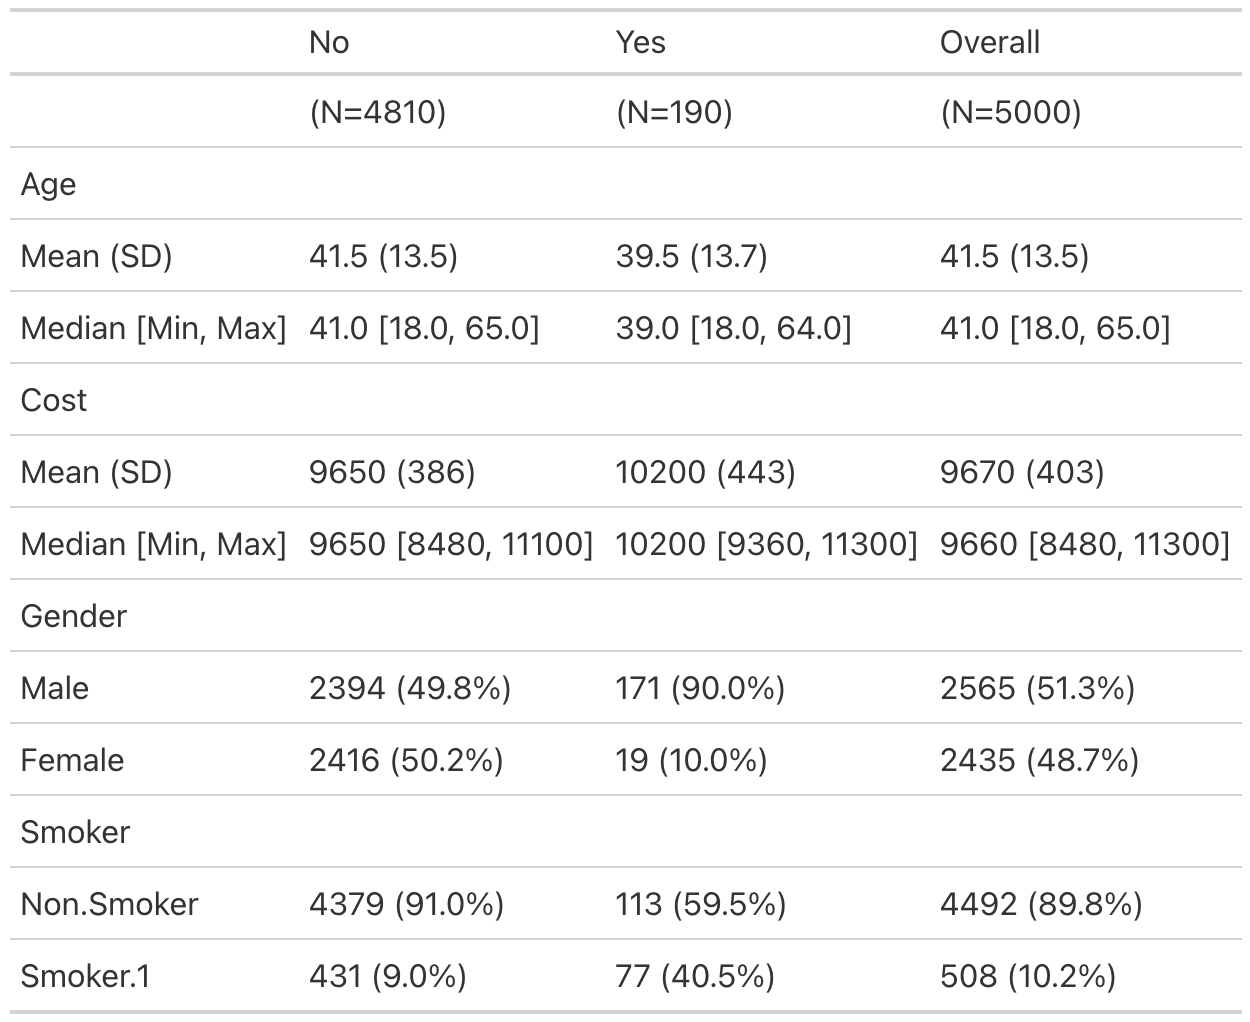 No Yes Overall
(N=4810) (N=190) (N=5000)
Age
Mean (SD) 41.5 (13.5) 39.5 (13.7) 41.5 (13.5)
Median [Min, Max] 41.0 [18.0, 65.0] 39.0 [18.0, 64.0] 41.0 [18.0, 65.0]
Cost
Mean (SD) 9650 (386) 10200 (443) 9670 (403)
Median [Min, Max] 9650 [8480, 11100] 10200 [9360, 11300] 9660 [8480, 11300]
Gender
Male 2394 (49.8%) 171 (90.0%) 2565 (51.3%)
Female 2416 (50.2%) 19 (10.0%) 2435 (48.7%)
Smoker
Non.Smoker 4379 (91.0%) 113 (59.5%) 4492 (89.8%)
Smoker.1 431 (9.0%) 77 (40.5%) 508 (10.2%)